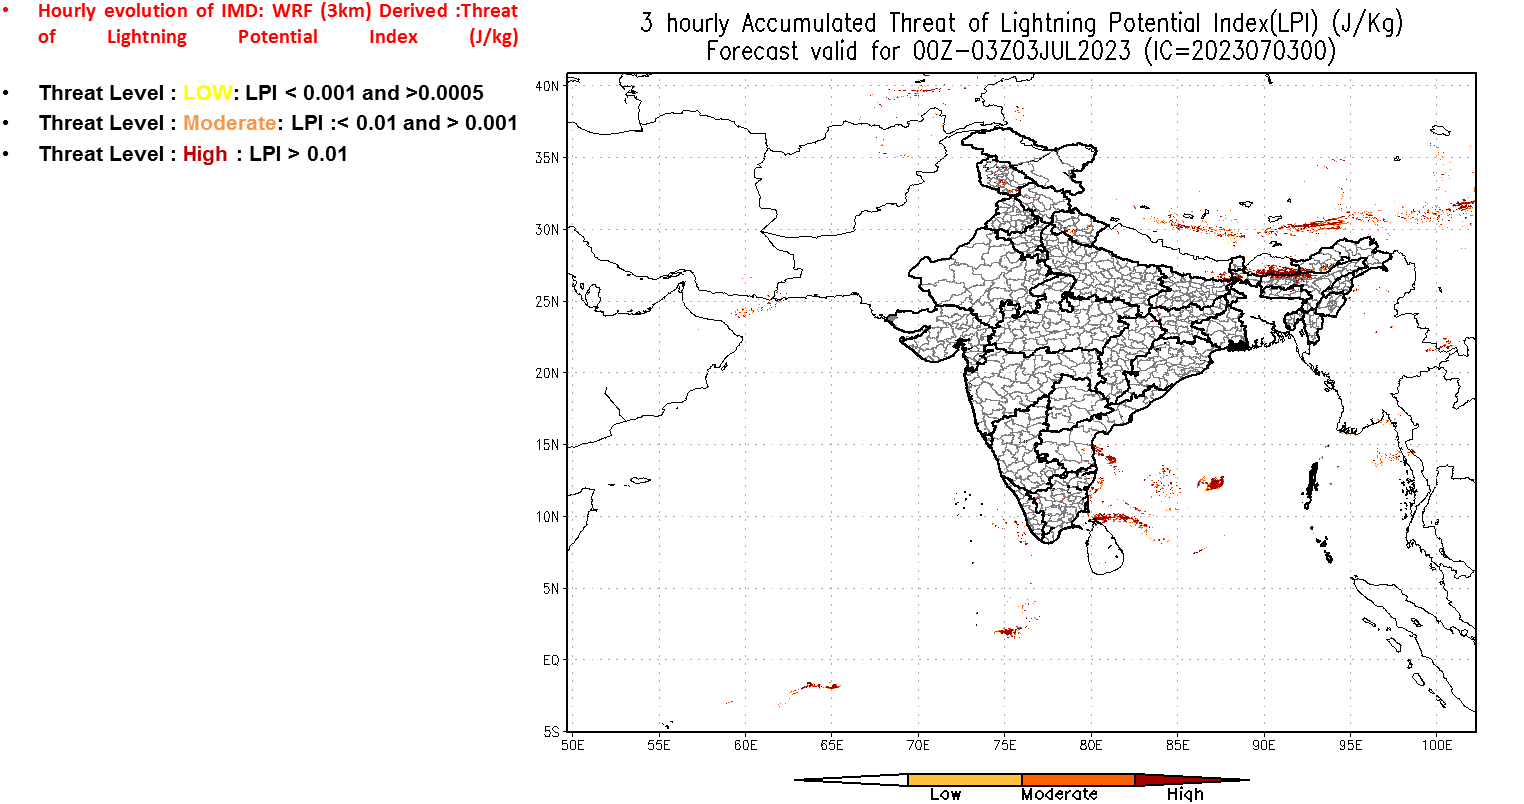 • Hourly evolution of IMD: WRF (3km) Derived :Threat
of Lightning Potential Index (J/kg)
• Threat Level : LOW: LPI < 0.001 and >0.0005
• Threat Level : Moderate: LPI :< 0.01 and > 0.001
• Threat Level : High : LPI > 0.01
3 hourly Accumulated Threat of Lightning Potential Index(LPI) (J/Kg)
Forecast valid for 00Z-03Z03JUL2023 (IC=2023070300)
40N
35N
30N
25N
20N
15N
10N
5N
EQ
5S
50E 55E 60E 65E 70E 75E 80E 85E 90E 95E 100E
Low Moderate High